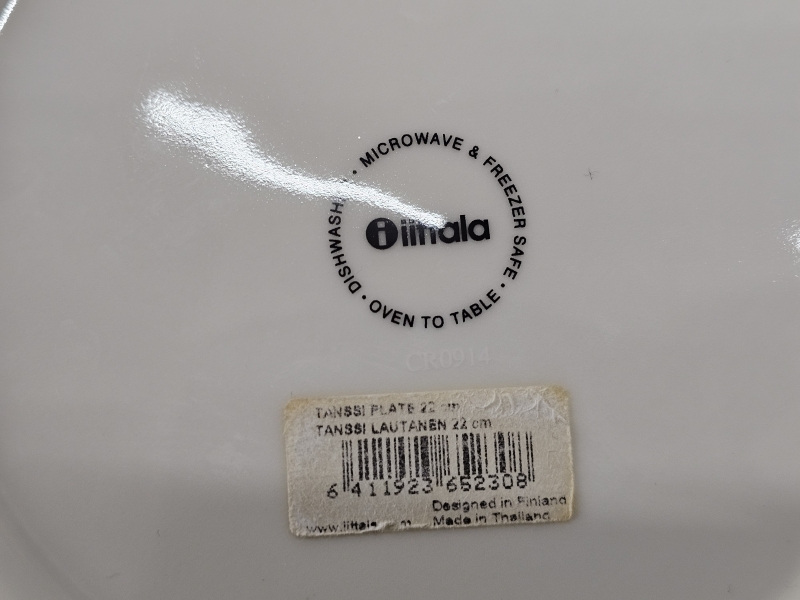 MICROWAVE & FREEZER SAFE · OVEN TO TABLE ·
iittala
CR0914
TANSSI PLATE 22 cm
TANSSI LAUTANEN 22 cm
6 411923 652308
Designed in Finland
Made in Thailand